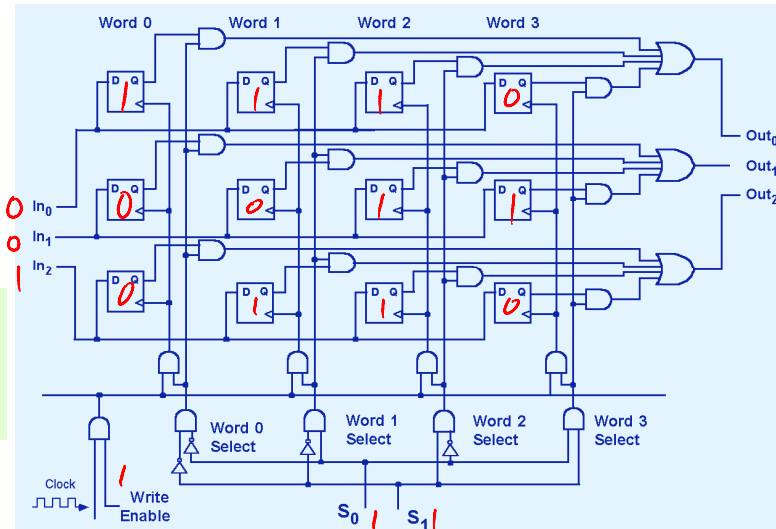 Word 0 Word 1 Word 2 Word 3
D Q D Q D Q D Q
1 1 1 0
Out₀
D Q D Q D Q D Q
Out₁
0 In₀ 0 0 1 1
Out₂
0 In₁
1 In₂
D Q D Q D Q D Q
0 1 1 0
Word 0 Select
Word 1 Select
Word 2 Select
Word 3 Select
Clock
1
Write Enable
S₀ 1 S₁ 1